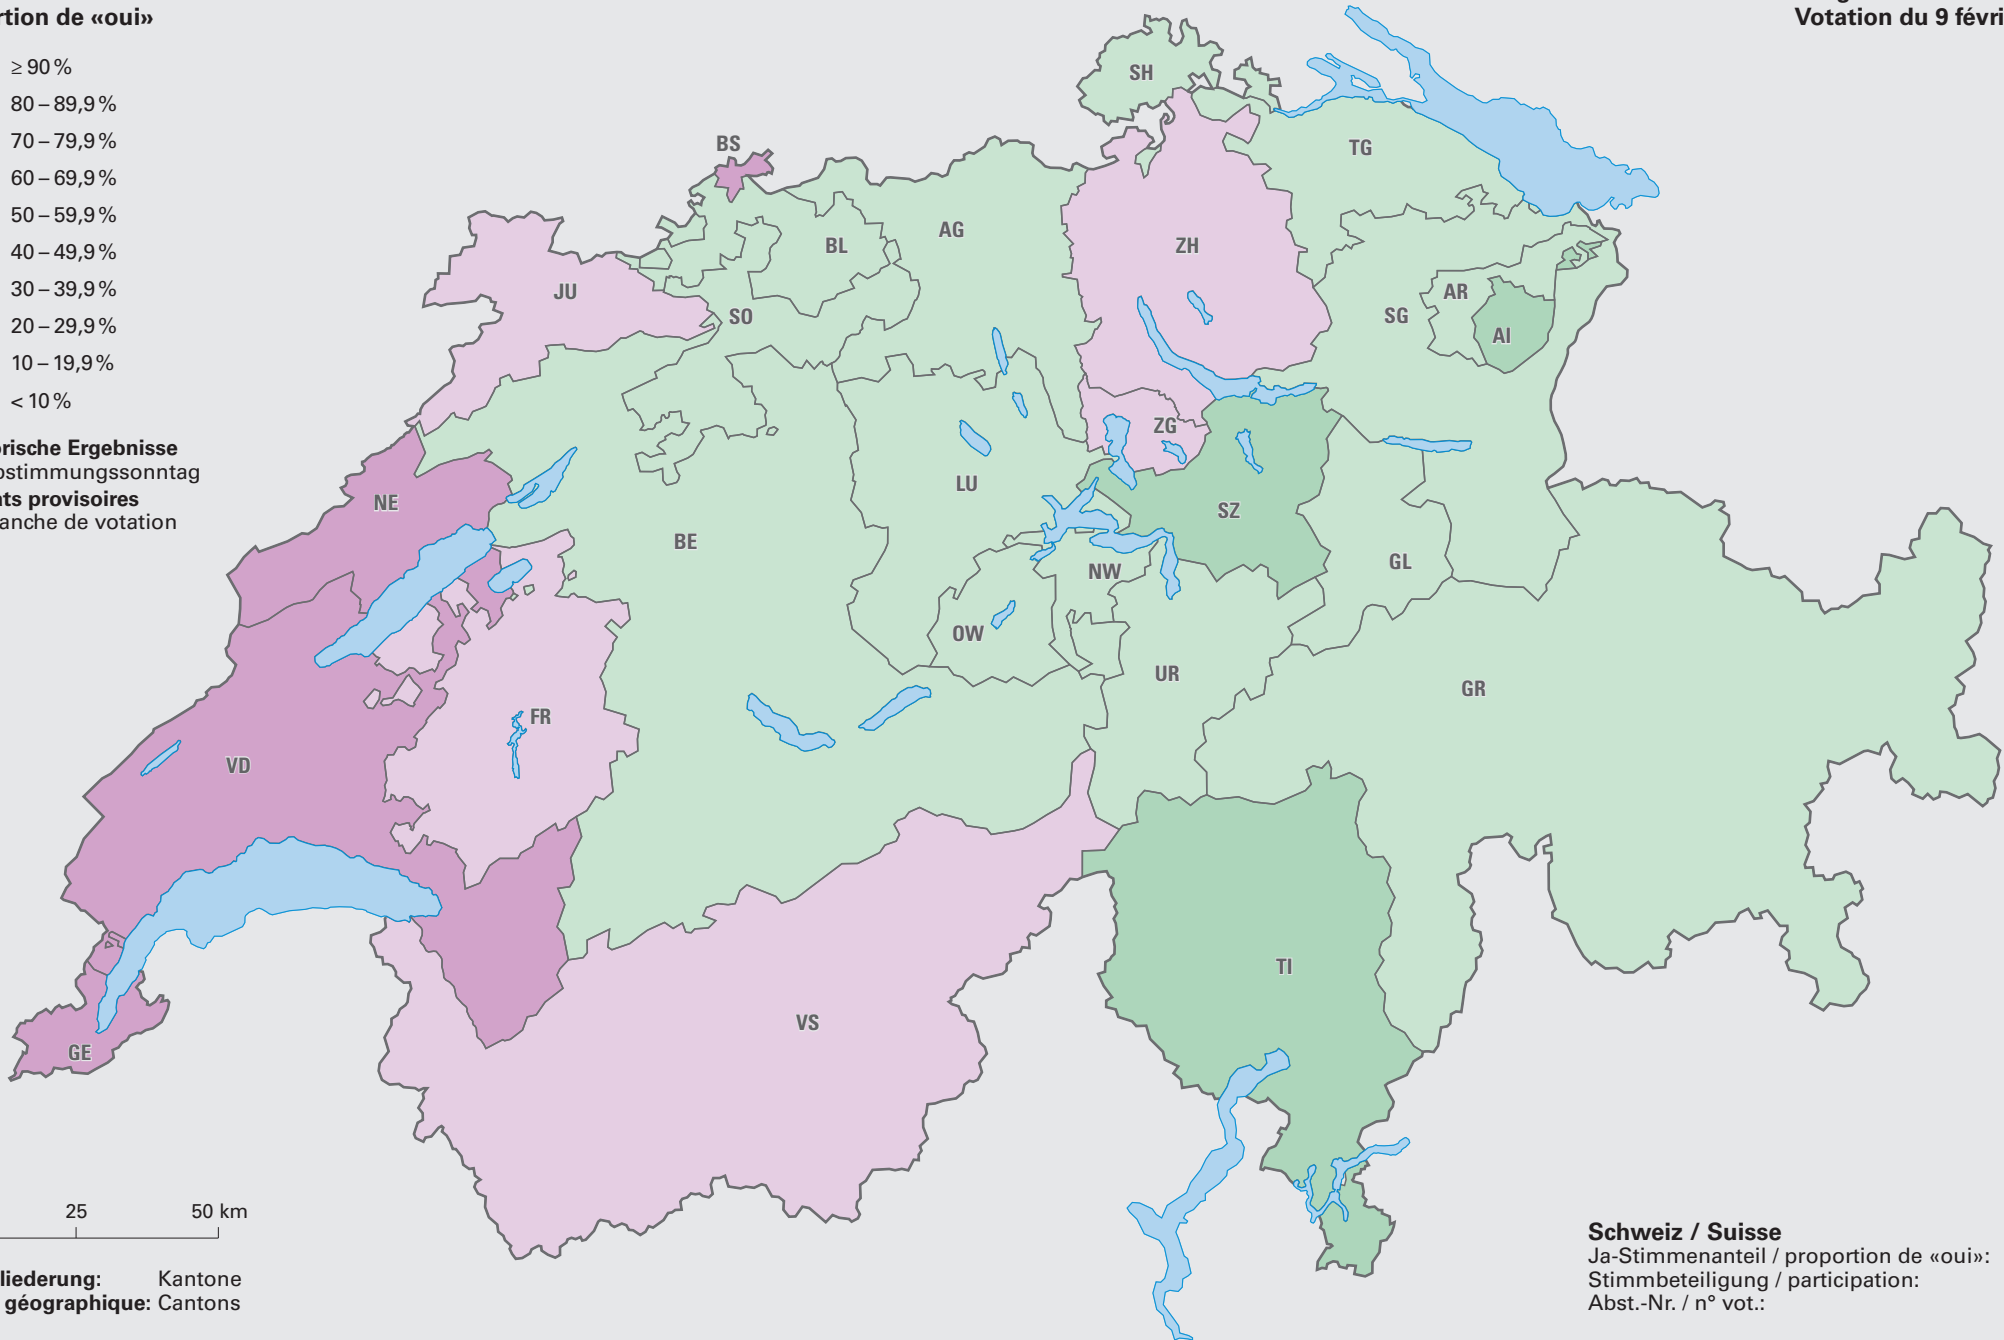 rtion de «oui»
Votation du 9 févri
≥ 90 %
80 – 89,9 %
70 – 79,9 %
60 – 69,9 %
50 – 59,9 %
40 – 49,9 %
30 – 39,9 %
20 – 29,9 %
10 – 19,9 %
< 10 %
orische Ergebnisse
ostimmungssonntag
ats provisoires
anche de votation
SH
BS
TG
BL
AG
ZH
JU
SO
SG
AR
AI
ZG
NE
LU
SZ
BE
NW
GL
OW
UR
GR
FR
VD
TI
VS
GE
25
50 km
liederung: Kantone
géographique: Cantons
Schweiz / Suisse
Ja-Stimmenanteil / proportion de «oui»:
Stimmbeteiligung / participation:
Abst.-Nr. / n° vot.: